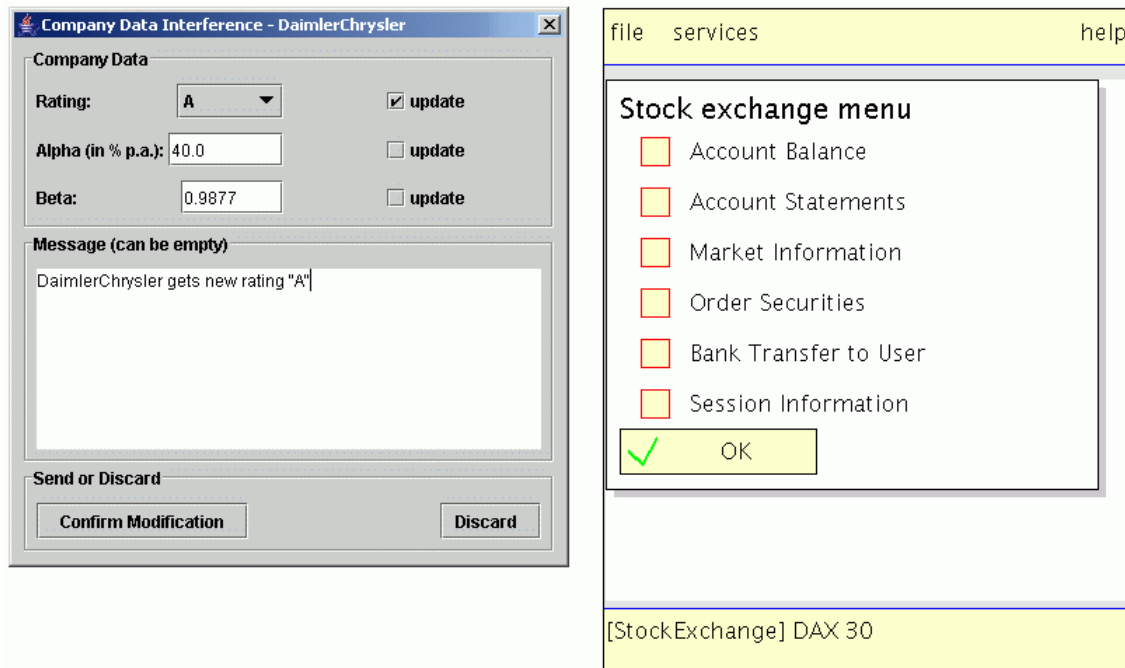 Company Data Interference - DaimlerChrysler
Company Data
Rating: A update
Alpha (in % p.a.): 40.0 update
Beta: 0.9877 update
Message (can be empty)
DaimlerChrysler gets new rating "A"
Send or Discard
Confirm Modification Discard
file services help
Stock exchange menu
Account Balance
Account Statements
Market Information
Order Securities
Bank Transfer to User
Session Information
OK
[StockExchange] DAX 30